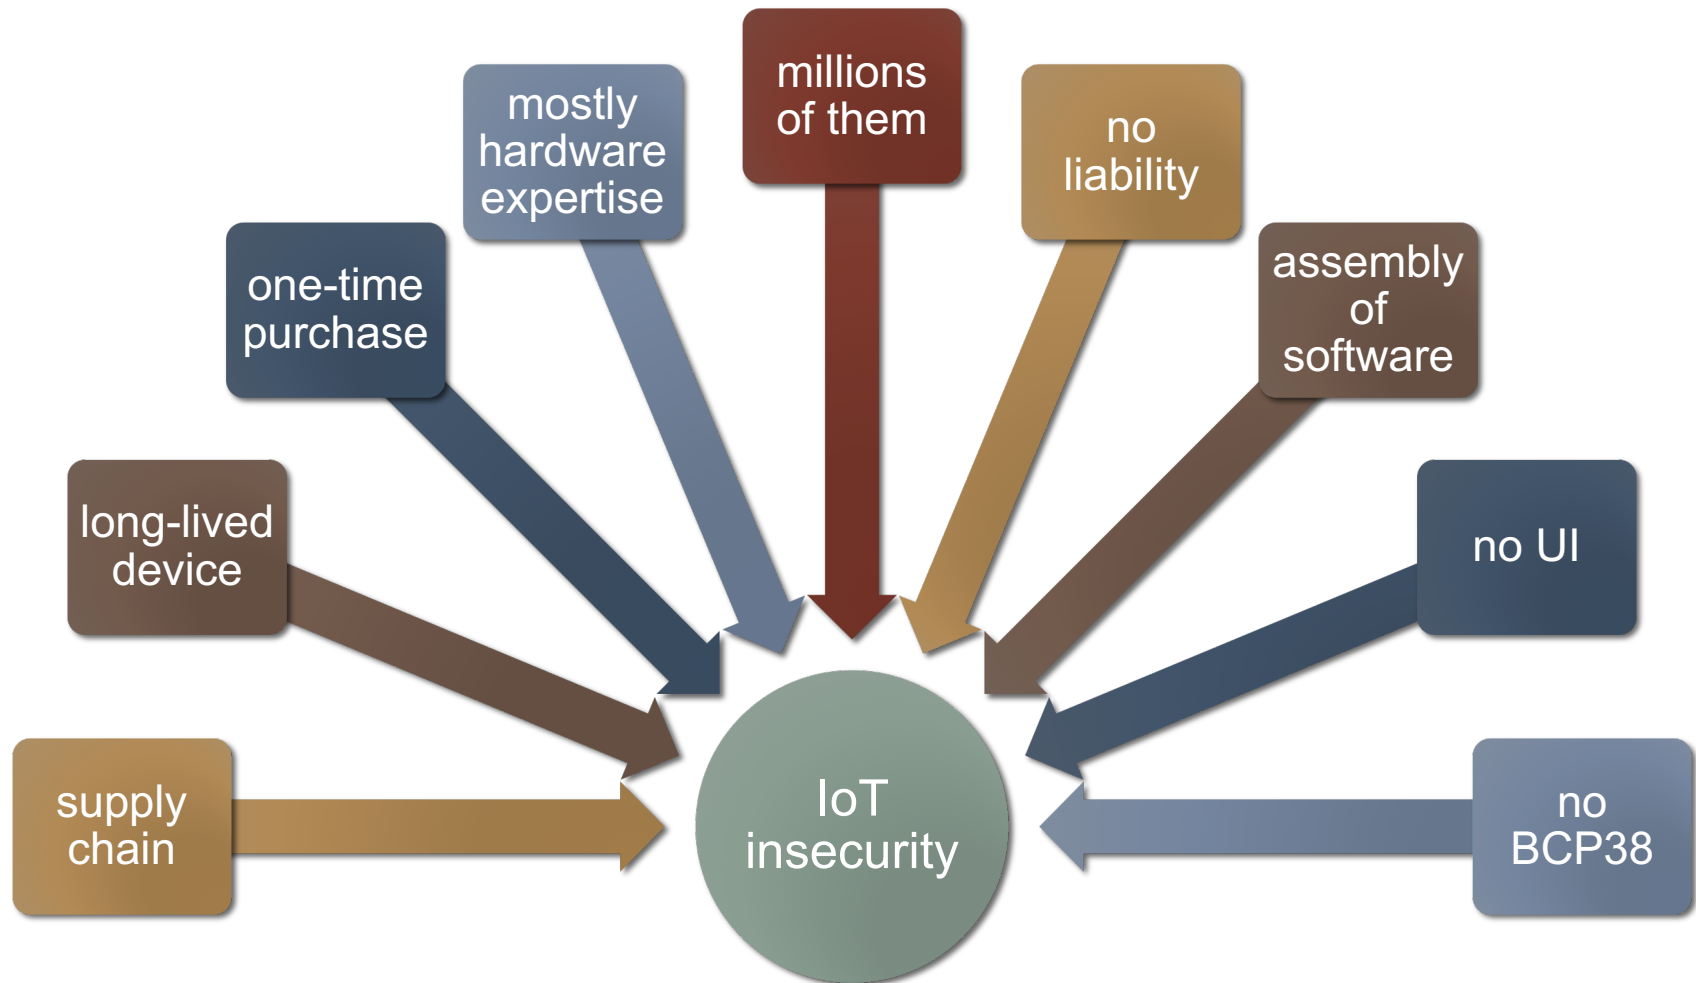 supply
chain
long-lived
device
one-time
purchase
mostly
hardware
expertise
millions
of them
no
liability
assembly
of
software
no UI
no
BCP38
IoT
insecurity